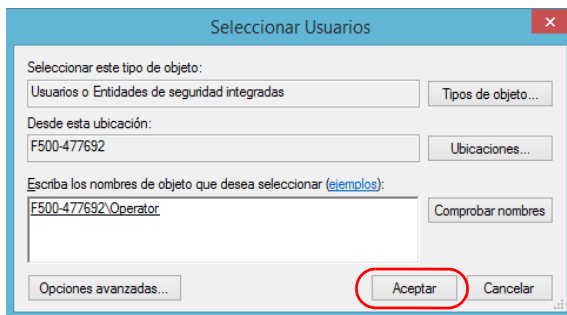 Seleccionar Usuarios
Seleccionar este tipo de objeto:
Usuarios o Entidades de seguridad integradas
Tipos de objeto...
Desde esta ubicación:
F500-477692
Ubicaciones...
Escriba los nombres de objeto que desea seleccionar (ejemplos):
F500-477692\Operator
Comprobar nombres
Opciones avanzadas...
Aceptar
Cancelar